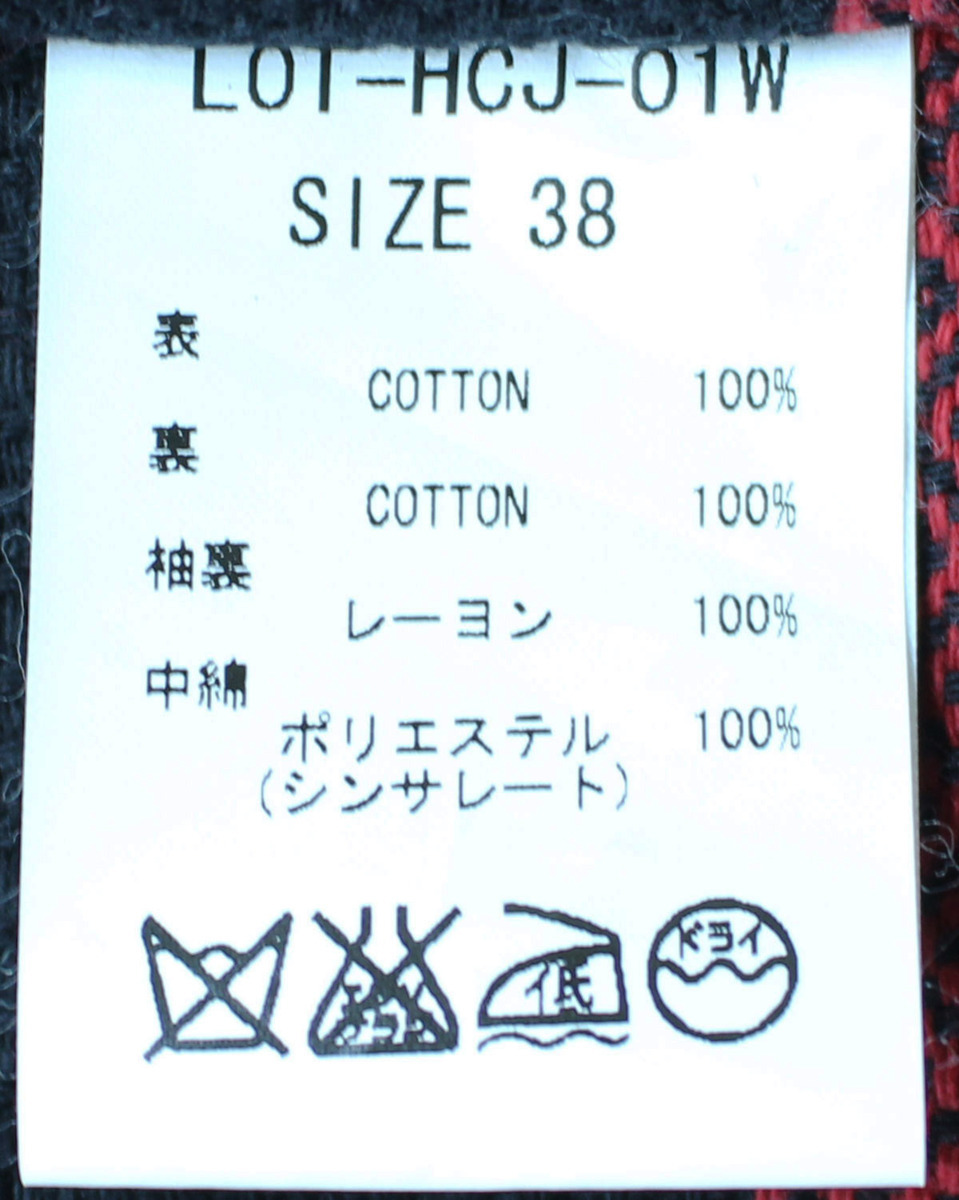 LOT-HCJ-01W
SIZE 38
表
COTTON 100%
裏
COTTON 100%
袖裏
レーヨン 100%
中綿
ポリエステル 100%
(シンサレート)
低 ドライ